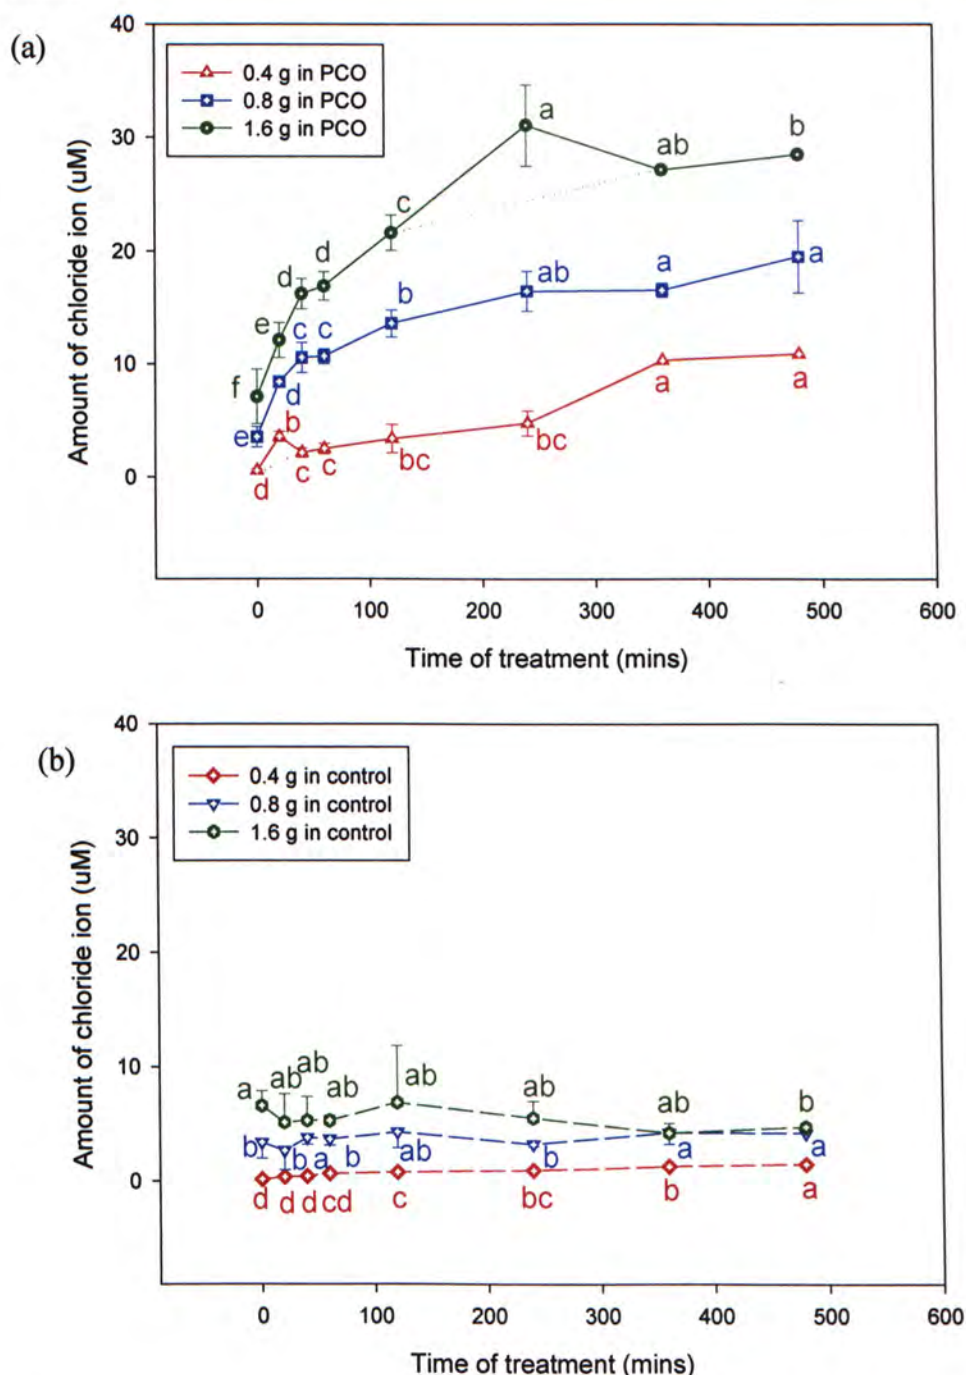 (a)
40
30
20
10
0
Amount of chloride ion (uM)
0.4 g in PCO
0.8 g in PCO
1.6 g in PCO
f
e
d
d
c
a
ab
b
e
d
c
c
b
ab
a
a
d
b
c
c
bc
bc
a
a
0 100 200 300 400 500 600
Time of treatment (mins)
(b)
40
30
20
10
0
Amount of chloride ion (uM)
0.4 g in control
0.8 g in control
1.6 g in control
a
ab
ab
ab
ab
ab
ab
b
b
b
a
b
ab
b
a
a
d
d
d
cd
c
bc
b
a
0 100 200 300 400 500 600
Time of treatment (mins)